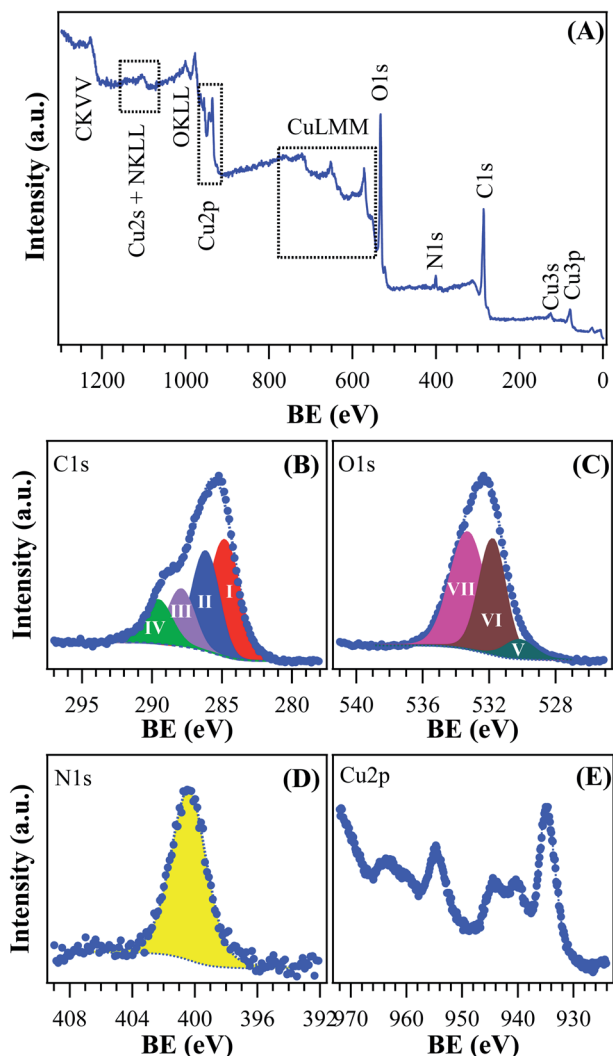 (A)
Intensity (a.u.)
CKVV
Cu2s + NKLL
OKLL
Cu2p
CuLMM
O1s
N1s
C1s
Cu3s
Cu3p
1200 1000 800 600 400 200 0
BE (eV)
C1s (B)
Intensity (a.u.)
IV III II I
295 290 285 280
BE (eV)
O1s (C)
VII VI V
540 536 532 528
BE (eV)
N1s (D)
Intensity (a.u.)
408 404 400 396 392
BE (eV)
Cu2p (E)
970 960 950 940 930
BE (eV)